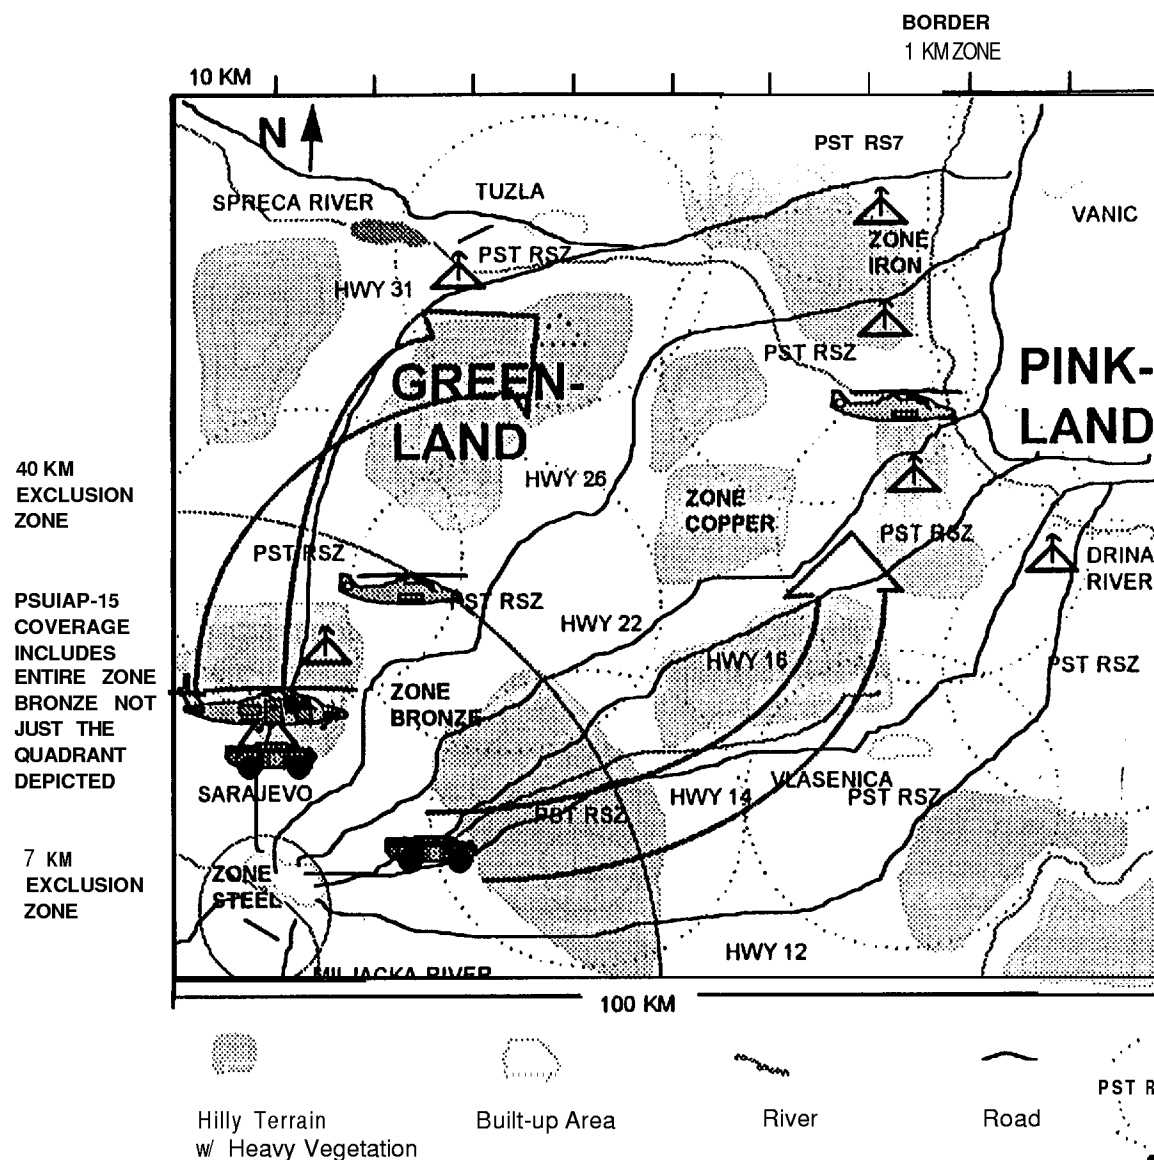 BORDER
1 KM ZONE
10 KM
N
PST RS7
SPRECA RIVER
TUZLA
VANIC
PST RSZ
ZONE
IRON
HWY 31
PST RSZ
GREEN-
LAND
PINK-
LAND
40 KM
EXCLUSION
ZONE
HWY 26
ZONE
COPPER
PST RSZ
PST RSZ
DRINA
RIVER
PSUIAP-15
COVERAGE
INCLUDES
ENTIRE ZONE
BRONZE NOT
JUST THE
QUADRANT
DEPICTED
PST RSZ
HWY 22
HWY 16
PST RSZ
ZONE
BRONZE
SARAJEVO
HWY 14
VLASENICA
PST RSZ
PST RSZ
7 KM
EXCLUSION
ZONE
ZONE
STEEL
HWY 12
MILJACKA RIVER
100 KM
PST R
Hilly Terrain
w/ Heavy Vegetation
Built-up Area
River
Road